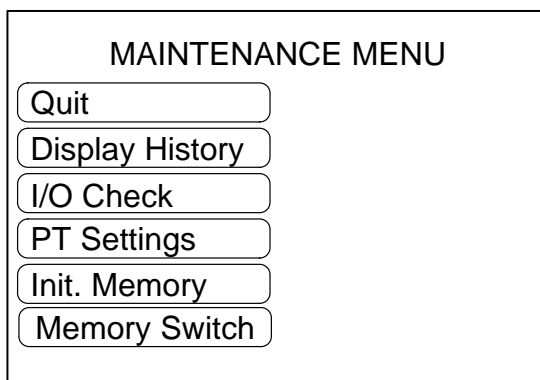 MAINTENANCE MENU
Quit
Display History
I/O Check
PT Settings
Init. Memory
Memory Switch